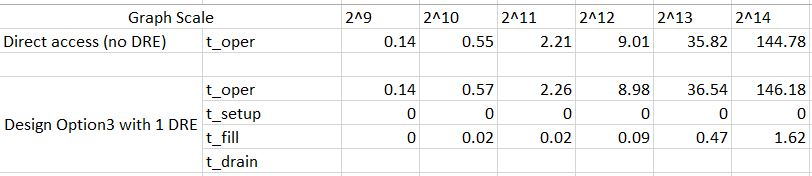 Graph Scale 2^9 2^10 2^11 2^12 2^13 2^14
Direct access (no DRE) t_oper 0.14 0.55 2.21 9.01 35.82 144.78
t_oper 0.14 0.57 2.26 8.98 36.54 146.18
t_setup 0 0 0 0 0 0
Design Option3 with 1 DRE
t_fill 0 0.02 0.02 0.09 0.47 1.62
t_drain